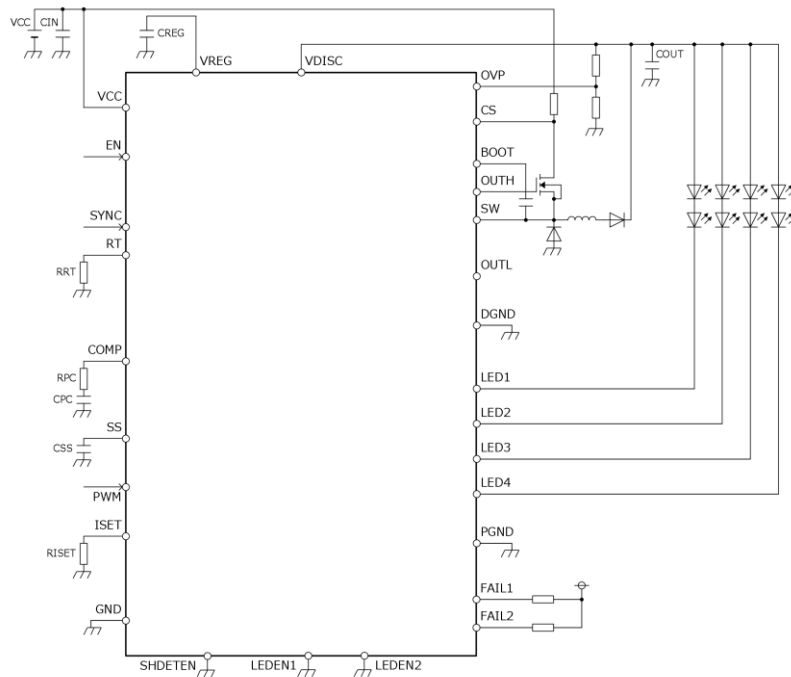 VCC CIN
CREG
VREG VDISC
COUT
OVP
VCC
CS
EN
BOOT
OUTH
SYNC
SW
RT
RRT
OUTL
DGND
COMP
RPC
CPC
LED1
LED2
SS
CSS
LED3
LED4
PWM
ISET
RISET
PGND
FAIL1
GND
FAIL2
SHDETEN LEDEN1 LEDEN2